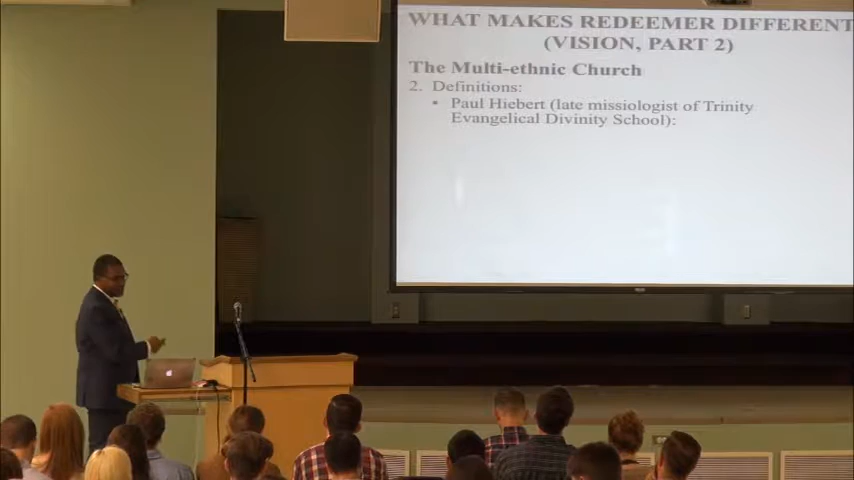 WHAT MAKES REDEEMER DIFFERENT
(VISION, PART 2)
The Multi-ethnic Church
2. Definitions:
▪ Paul Hiebert (late missiologist of Trinity
Evangelical Divinity School):